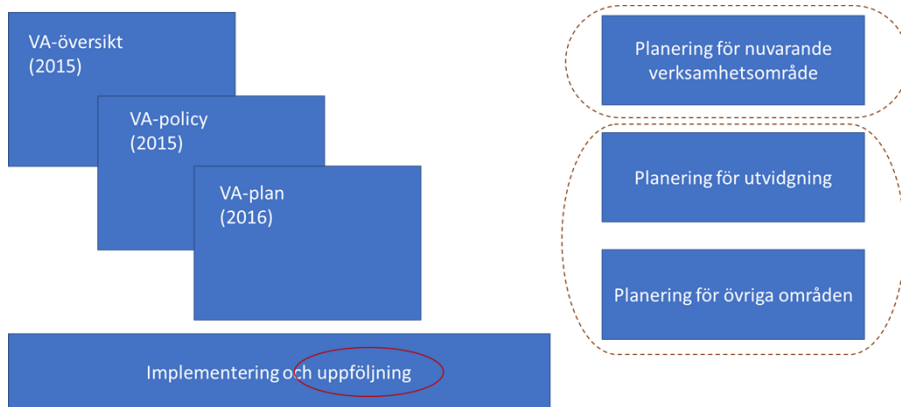 VA-översikt
(2015)
VA-policy
(2015)
VA-plan
(2016)
Implementering och uppföljning
Planering för nuvarande
verksamhetsområde
Planering för utvidgning
Planering för övriga områden